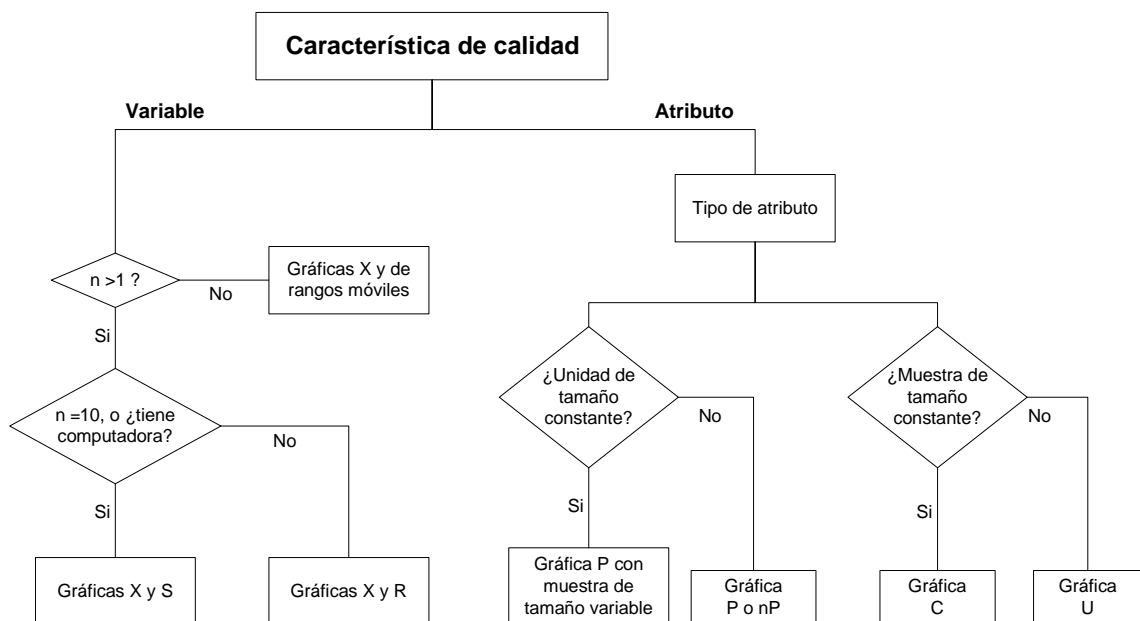 Característica de calidad
Variable
Atributo
Tipo de atributo
n >1 ?
No
Gráficas X y de
rangos móviles
Si
n =10, o ¿tiene
computadora?
No
Si
Gráficas X y S
Gráficas X y R
¿Unidad de
tamaño
constante?
No
Si
Gráfica P con
muestra de
tamaño variable
Gráfica
P o nP
¿Muestra de
tamaño
constante?
No
Si
Gráfica
C
Gráfica
U